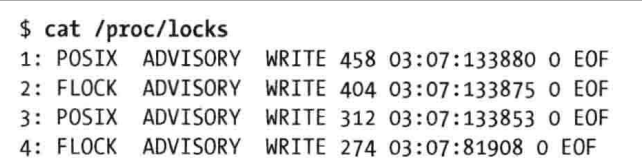 $ cat /proc/locks
1: POSIX  ADVISORY  WRITE 458 03:07:133880 0 EOF
2: FLOCK  ADVISORY  WRITE 404 03:07:133875 0 EOF
3: POSIX  ADVISORY  WRITE 312 03:07:133853 0 EOF
4: FLOCK  ADVISORY  WRITE 274 03:07:81908 0 EOF